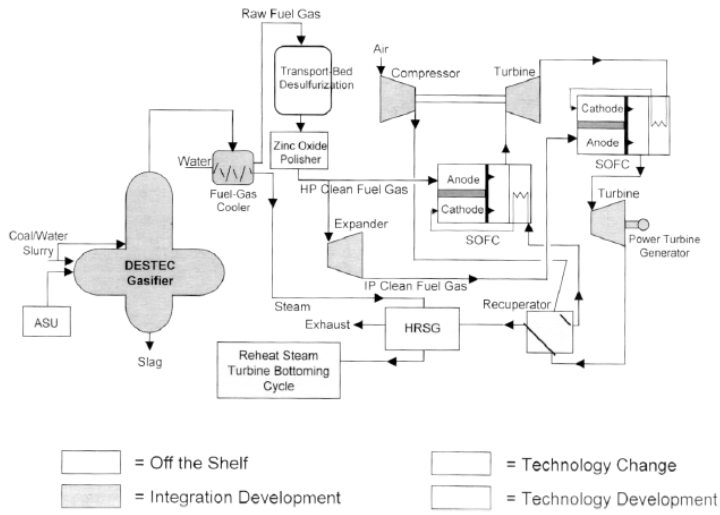 Raw Fuel Gas
Transport-Bed
Desulfurization
Zinc Oxide
Polisher
Water
Fuel-Gas
Cooler
HP Clean Fuel Gas
Air
Compressor
Turbine
Cathode
Anode
SOFC
Anode
Cathode
SOFC
Turbine
Power Turbine
Generator
Expander
IP Clean Fuel Gas
Coal/Water
Slurry
DESTEC
Gasifier
ASU
Slag
Steam
Exhaust
HRSG
Recuperator
Reheat Steam
Turbine Bottoming
Cycle
= Off the Shelf
= Technology Change
= Integration Development
= Technology Development